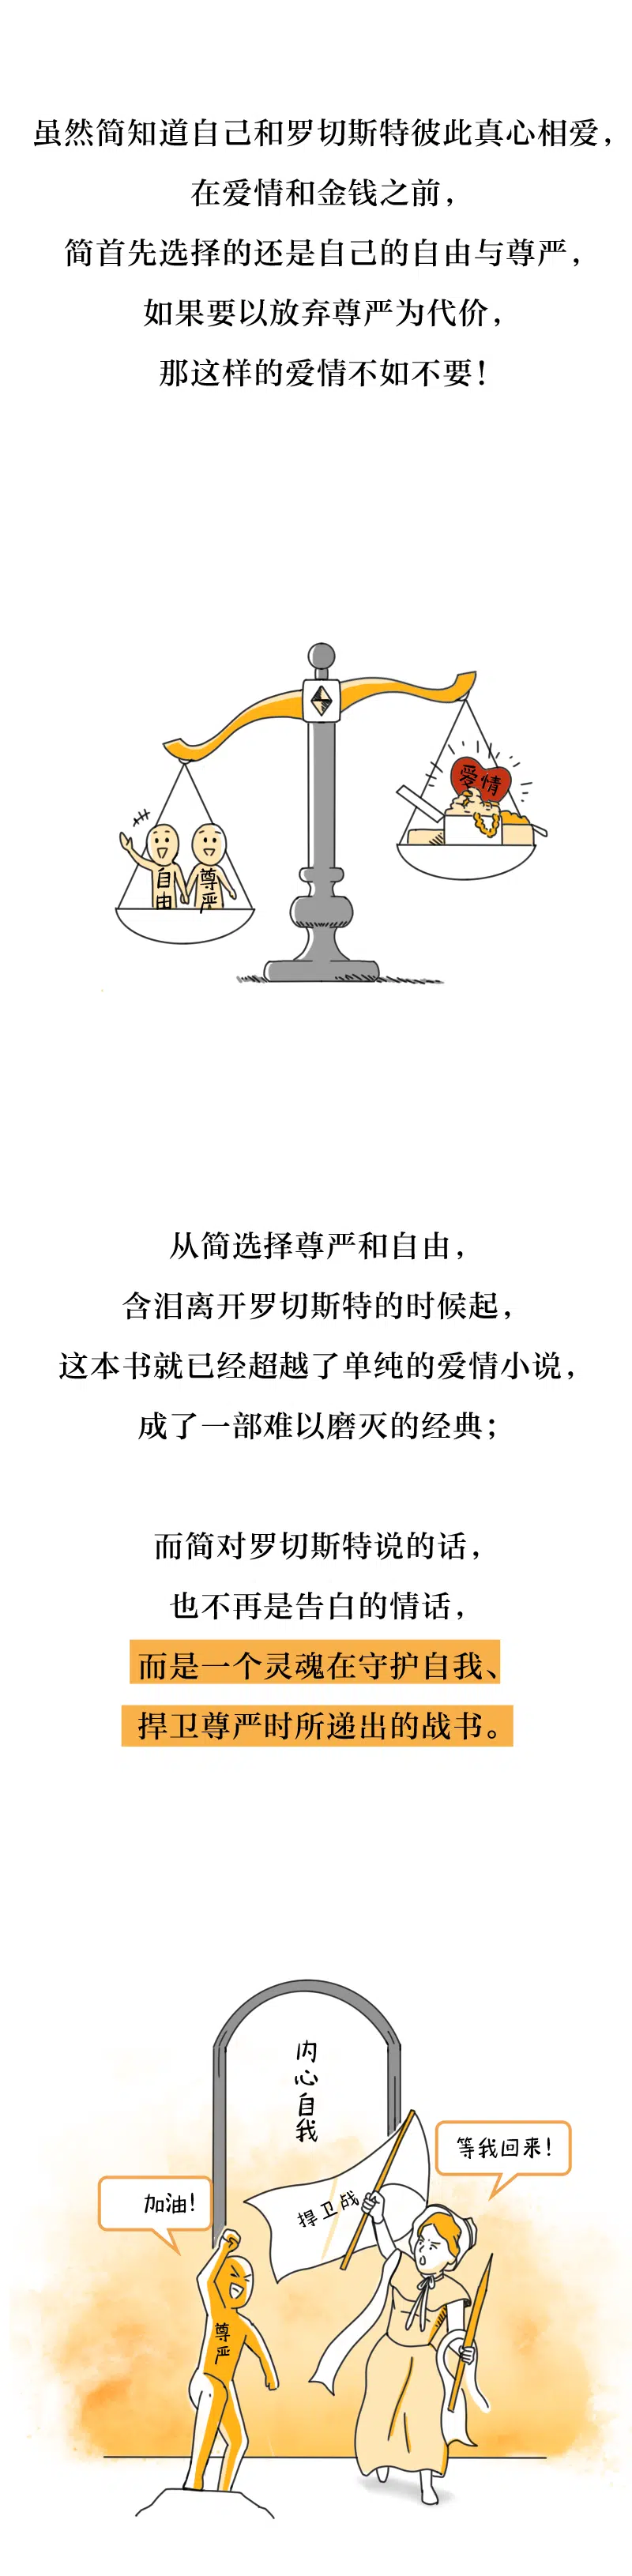 虽然简知道自己和罗切斯特彼此真心相爱，
在爱情和金钱之前，
简首先选择的还是自己的自由与尊严，
如果要以放弃尊严为代价，
那这样的爱情不如不要！
爱情
自由
尊严
从简选择尊严和自由，
含泪离开罗切斯特的时候起，
这本书就已经超越了单纯的爱情小说，
成了一部难以磨灭的经典；
而简对罗切斯特说的话，
也不再是告白的情话，
而是一个灵魂在守护自我、
捍卫尊严时所递出的战书。
内心自我
等我回来！
加油！
捍卫战
尊严